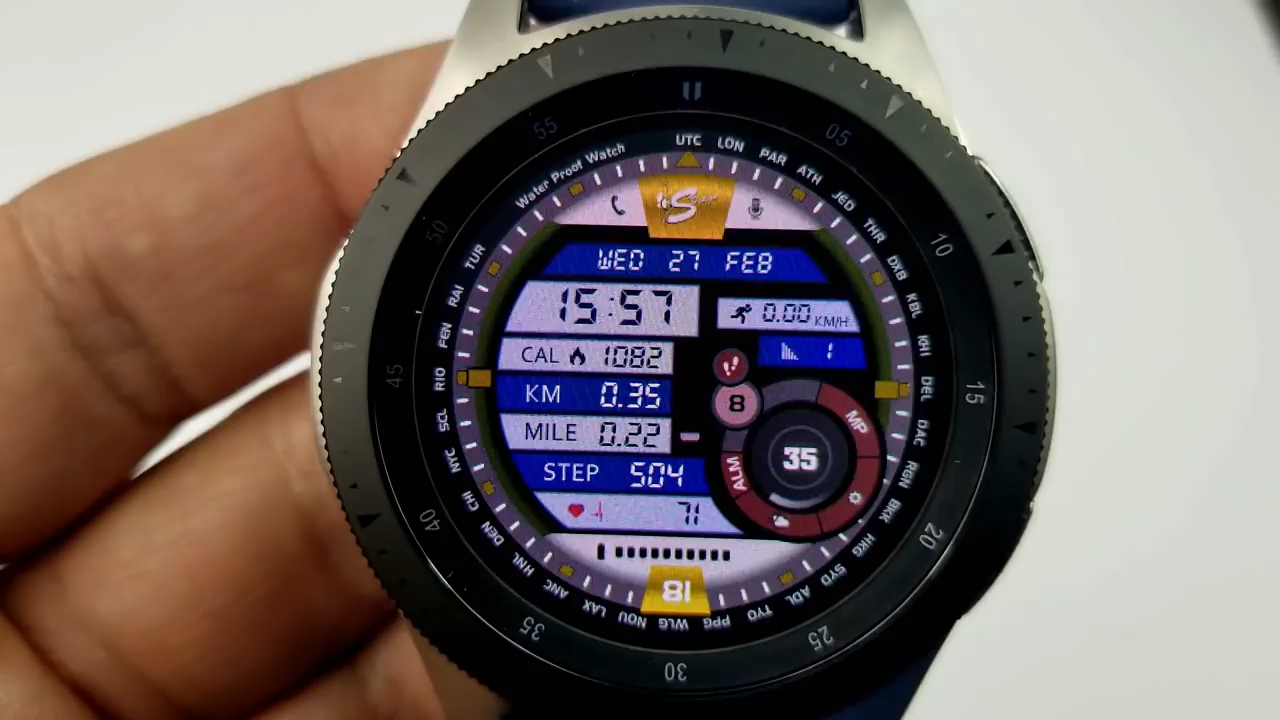 55
05
50
10
45
15
40
20
35
25
30
Water Proof Watch
UTC LON PAR ATH JED THR DXB KBL KHI DEL DAC RGN BKK HKG SYD ADL TYO PPG WLG NOU LAX ANC HNL DEN CHI NYC SCL RIO FEN RAI TUR
WED 27 FEB
15:57
0.00 KM/H
CAL 1082
1
KM 0.35
8
MILE 0.22
MP
STEP 504
35
ALM
71
18